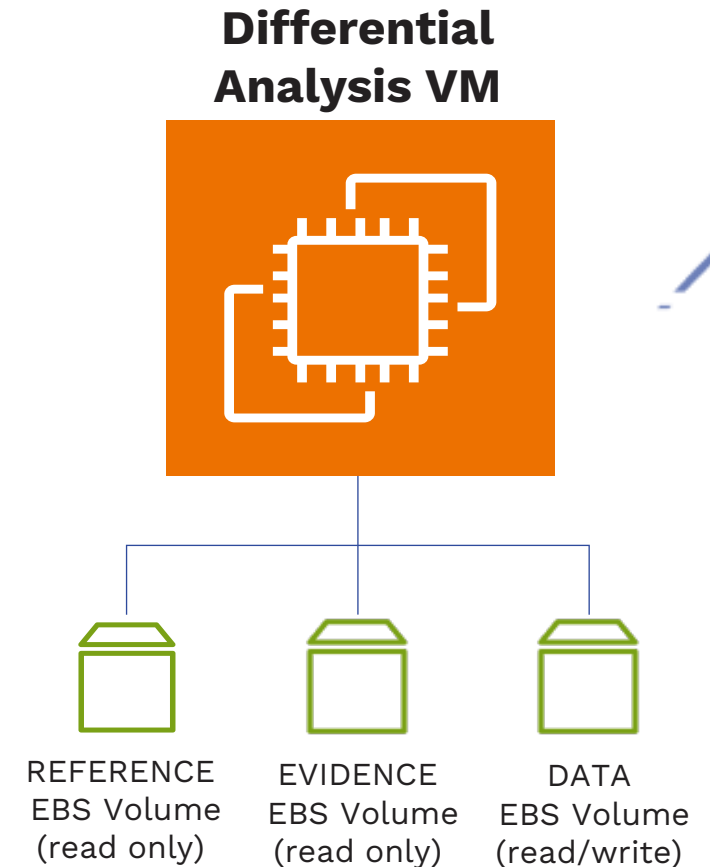 Differential
Analysis VM
REFERENCE
EBS Volume
(read only)
EVIDENCE
EBS Volume
(read only)
DATA
EBS Volume
(read/write)